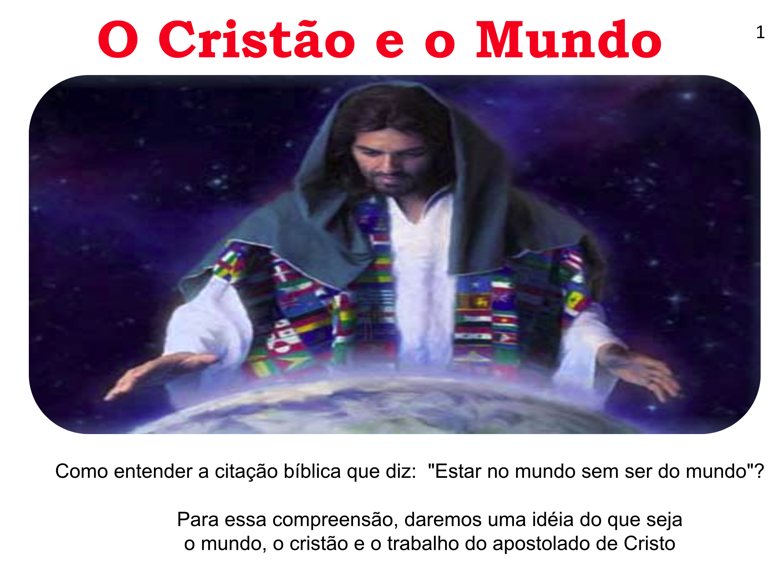 O Cristão e o Mundo
1
Como entender a citação bíblica que diz:  "Estar no mundo sem ser do mundo"?
Para essa compreensão, daremos uma idéia do que seja
o mundo, o cristão e o trabalho do apostolado de Cristo